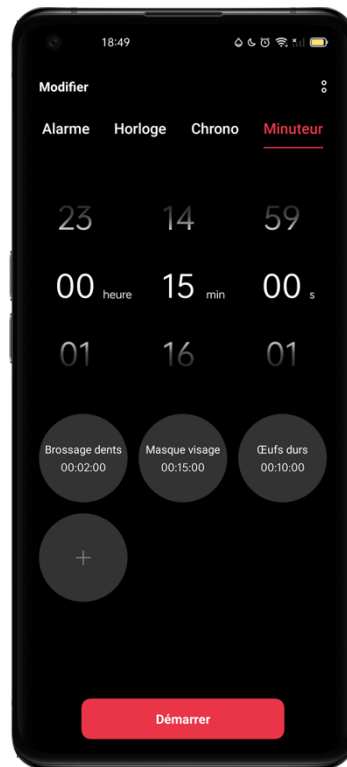 18:49
Modifier
Alarme Horloge Chrono Minuteur
23 14 59
00 heure 15 min 00 s
01 16 01
Brossage dents Masque visage Œufs durs
00:02:00 00:15:00 00:10:00
+
Démarrer